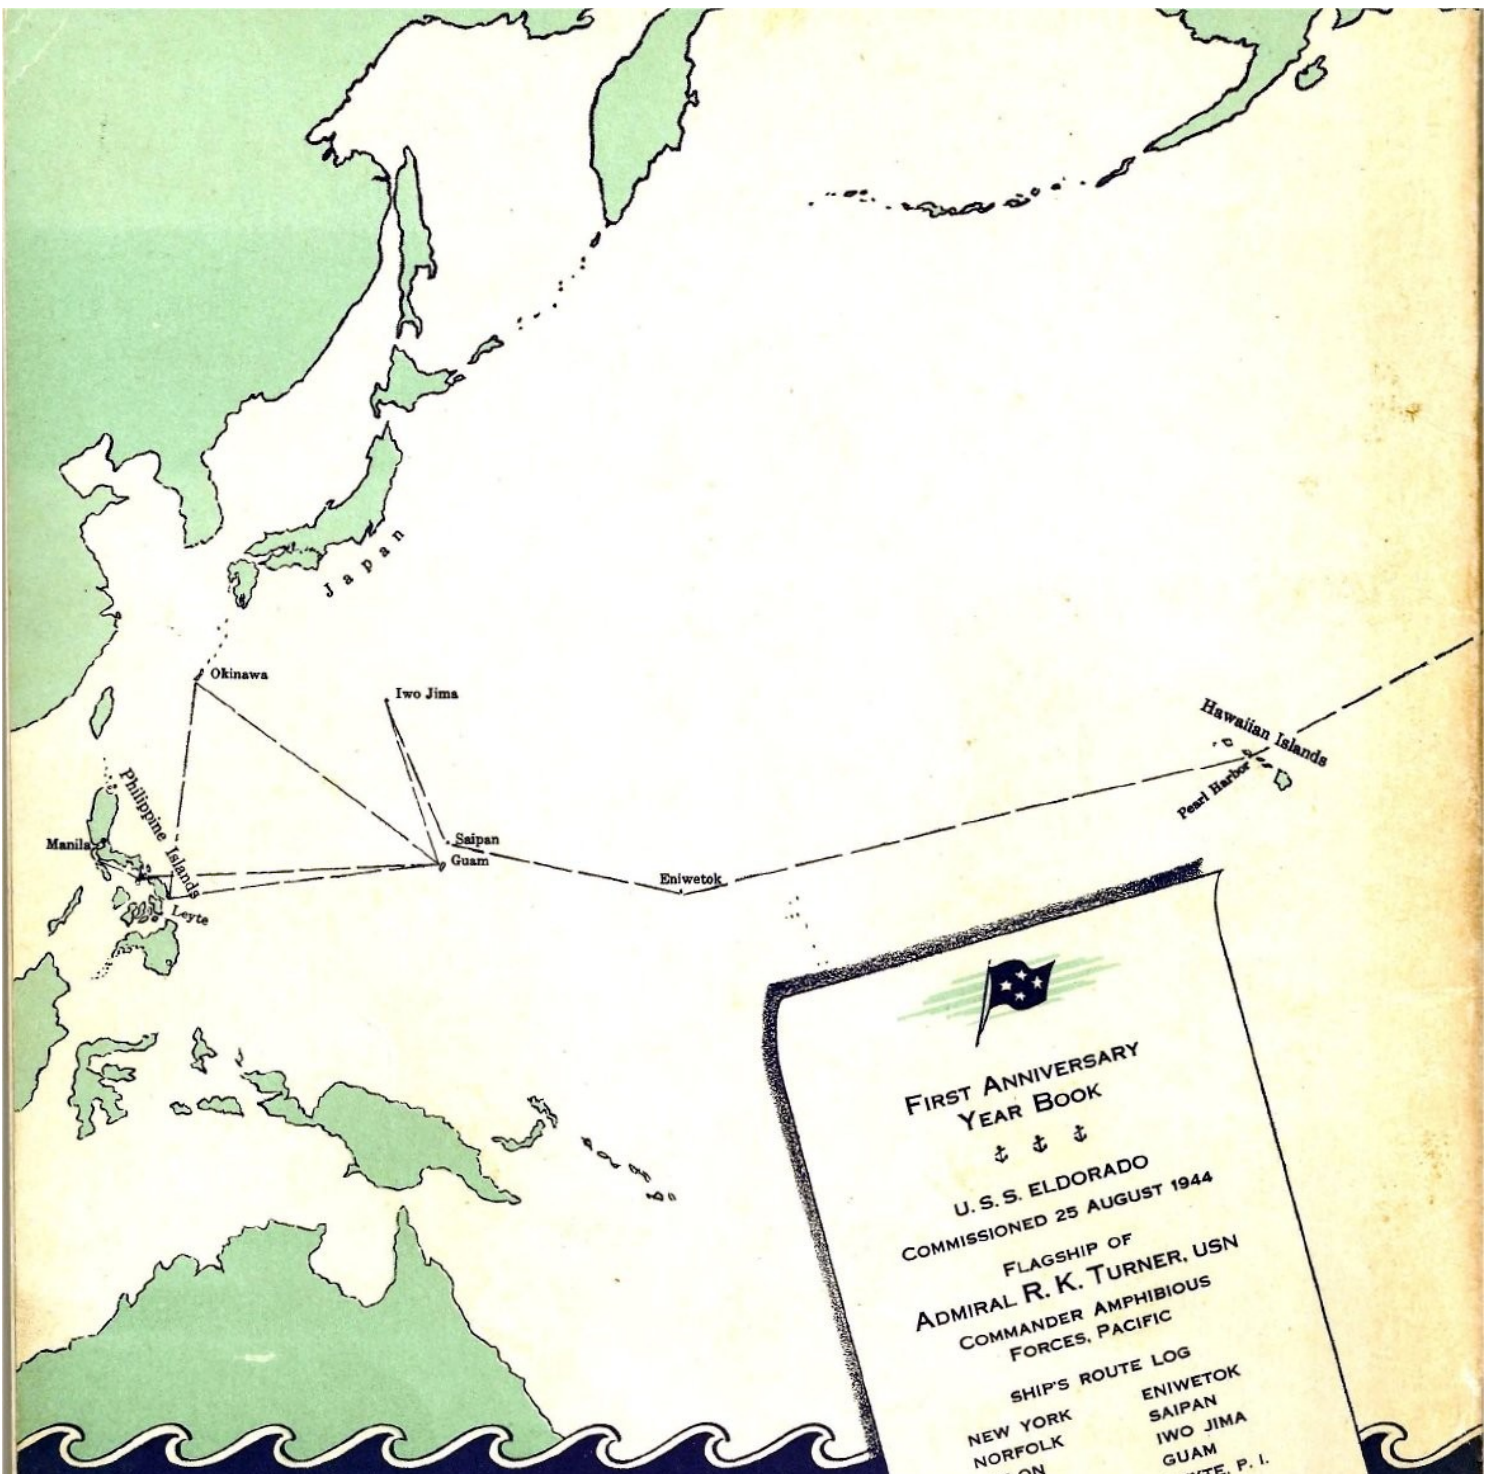 Japan
Okinawa
Iwo Jima
Hawaiian Islands
Pearl Harbor
Philippine Islands
Manila
Saipan
Guam
Eniwetok
Leyte
FIRST ANNIVERSARY
YEAR BOOK
U. S. S. ELDORADO
COMMISSIONED 25 AUGUST 1944
FLAGSHIP OF
ADMIRAL R. K. TURNER, USN
COMMANDER AMPHIBIOUS
FORCES, PACIFIC
SHIP'S ROUTE LOG
NEW YORK
NORFOLK
ENIWETOK
SAIPAN
IWO JIMA
GUAM
P. I.